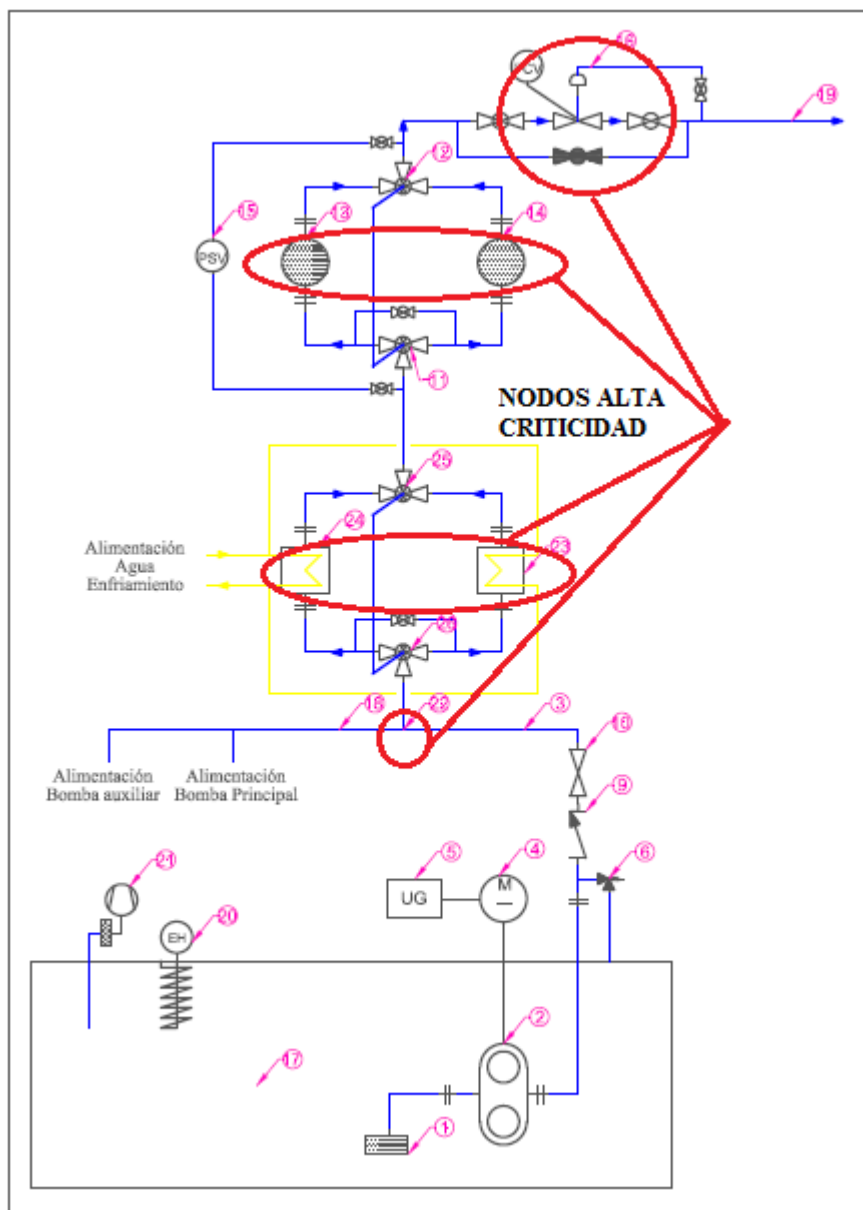 16
CV
19
12
15
13
14
PSV
11
NODOS ALTA
CRITICIDAD
25
24
23
Alimentación
Agua
Enfriamiento
26
18
22
3
10
Alimentación
Bomba auxiliar
Alimentación
Bomba Principal
9
21
5
4
6
UG
M
20
EH
2
17
1